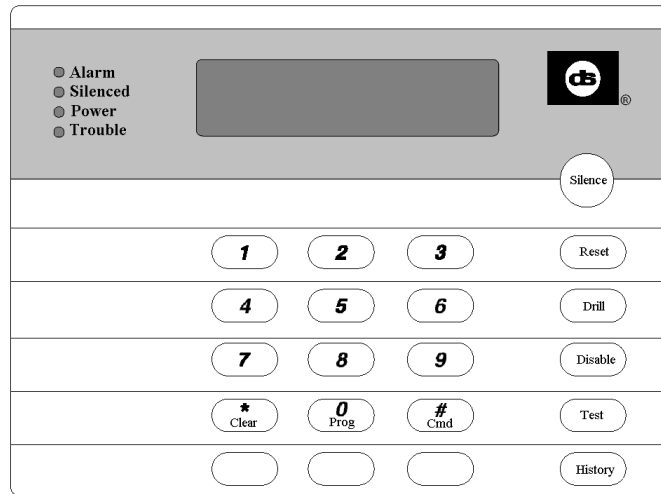 Alarm
Silenced
Power
Trouble
ds
®
Silence
1 2 3 Reset
4 5 6 Drill
7 8 9 Disable
* 0 # Test
Clear Prog Cmd
History